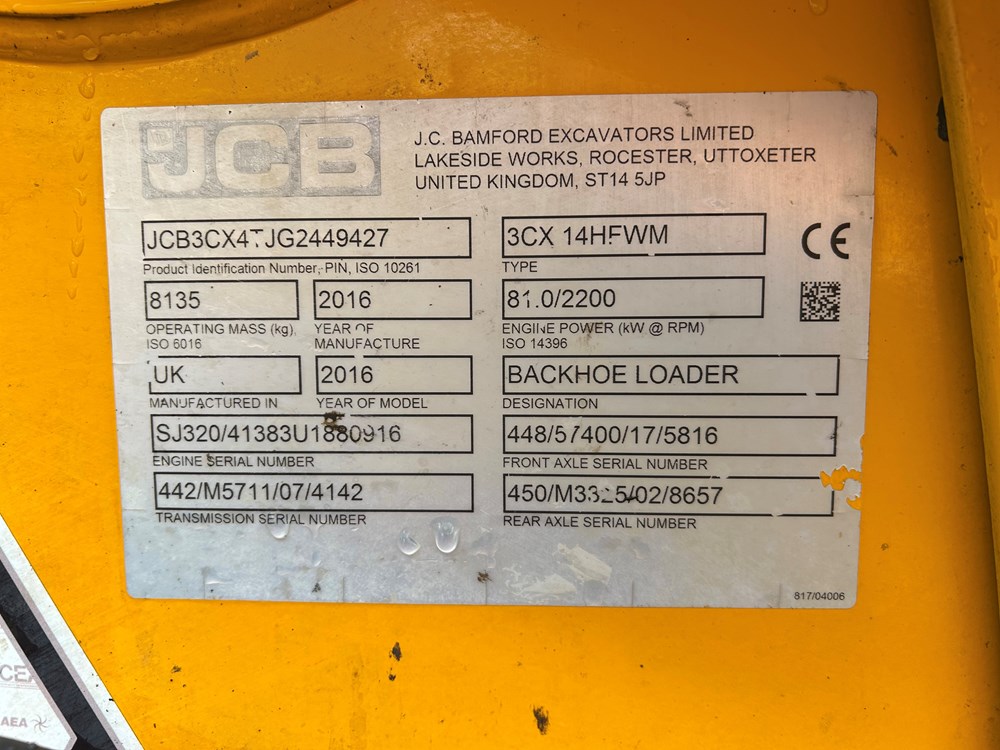 JCB
J.C. BAMFORD EXCAVATORS LIMITED
LAKESIDE WORKS, ROCESTER, UTTOXETER
UNITED KINGDOM, ST14 5JP
JCB3CX4TJG2449427
Product Identification Number, PIN, ISO 10261
3CX 14HFWM
TYPE
CE
8135
OPERATING MASS (kg),
ISO 6016
2016
YEAR OF
MANUFACTURE
81.0/2200
ENGINE POWER (kW @ RPM)
ISO 14396
UK
MANUFACTURED IN
2016
YEAR OF MODEL
BACKHOE LOADER
DESIGNATION
SJ320/41383U1880916
ENGINE SERIAL NUMBER
448/57400/17/5816
FRONT AXLE SERIAL NUMBER
442/M5711/07/4142
TRANSMISSION SERIAL NUMBER
REAR AXLE SERIAL NUMBER
817/04006
AEA